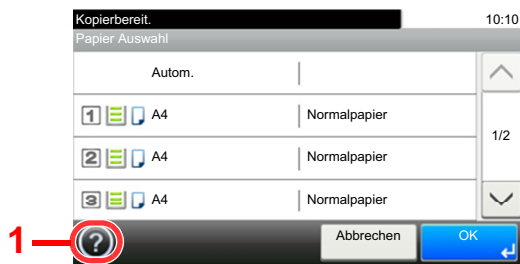 Kopierbereit. 10:10
Papier Auswahl
Autom.
1 A4 Normalpapier
1/2
2 A4 Normalpapier
3 A4 Normalpapier
1 ? Abbrechen OK